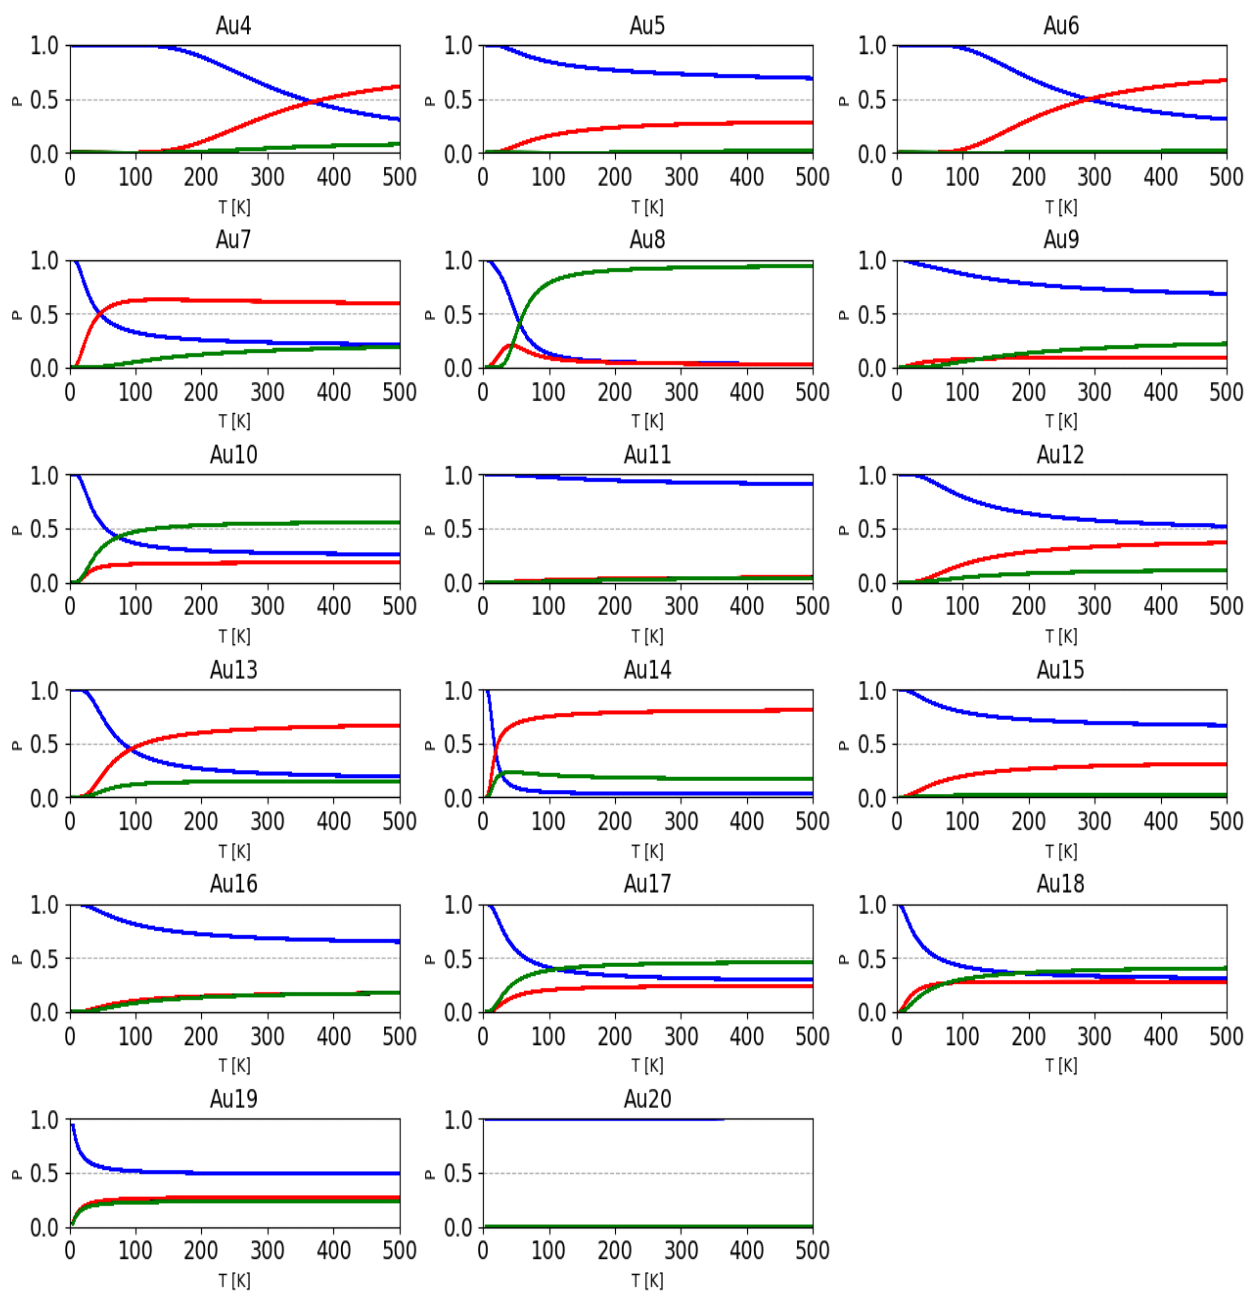 Au4 Au5 Au6
1.0 1.0 1.0
P 0.5 P 0.5 P 0.5
0.0 0.0 0.0
0 100 200 300 400 500 0 100 200 300 400 500 0 100 200 300 400 500
T [K] T [K] T [K]
Au7 Au8 Au9
1.0 1.0 1.0
P 0.5 P 0.5 P 0.5
0.0 0.0 0.0
0 100 200 300 400 500 0 100 200 300 400 500 0 100 200 300 400 500
T [K] T [K] T [K]
Au10 Au11 Au12
1.0 1.0 1.0
P 0.5 P 0.5 P 0.5
0.0 0.0 0.0
0 100 200 300 400 500 0 100 200 300 400 500 0 100 200 300 400 500
T [K] T [K] T [K]
Au13 Au14 Au15
1.0 1.0 1.0
P 0.5 P 0.5 P 0.5
0.0 0.0 0.0
0 100 200 300 400 500 0 100 200 300 400 500 0 100 200 300 400 500
T [K] T [K] T [K]
Au16 Au17 Au18
1.0 1.0 1.0
P 0.5 P 0.5 P 0.5
0.0 0.0 0.0
0 100 200 300 400 500 0 100 200 300 400 500 0 100 200 300 400 500
T [K] T [K] T [K]
Au19 Au20
1.0 1.0
P 0.5 P 0.5
0.0 0.0
0 100 200 300 400 500 0 100 200 300 400 500
T [K] T [K]